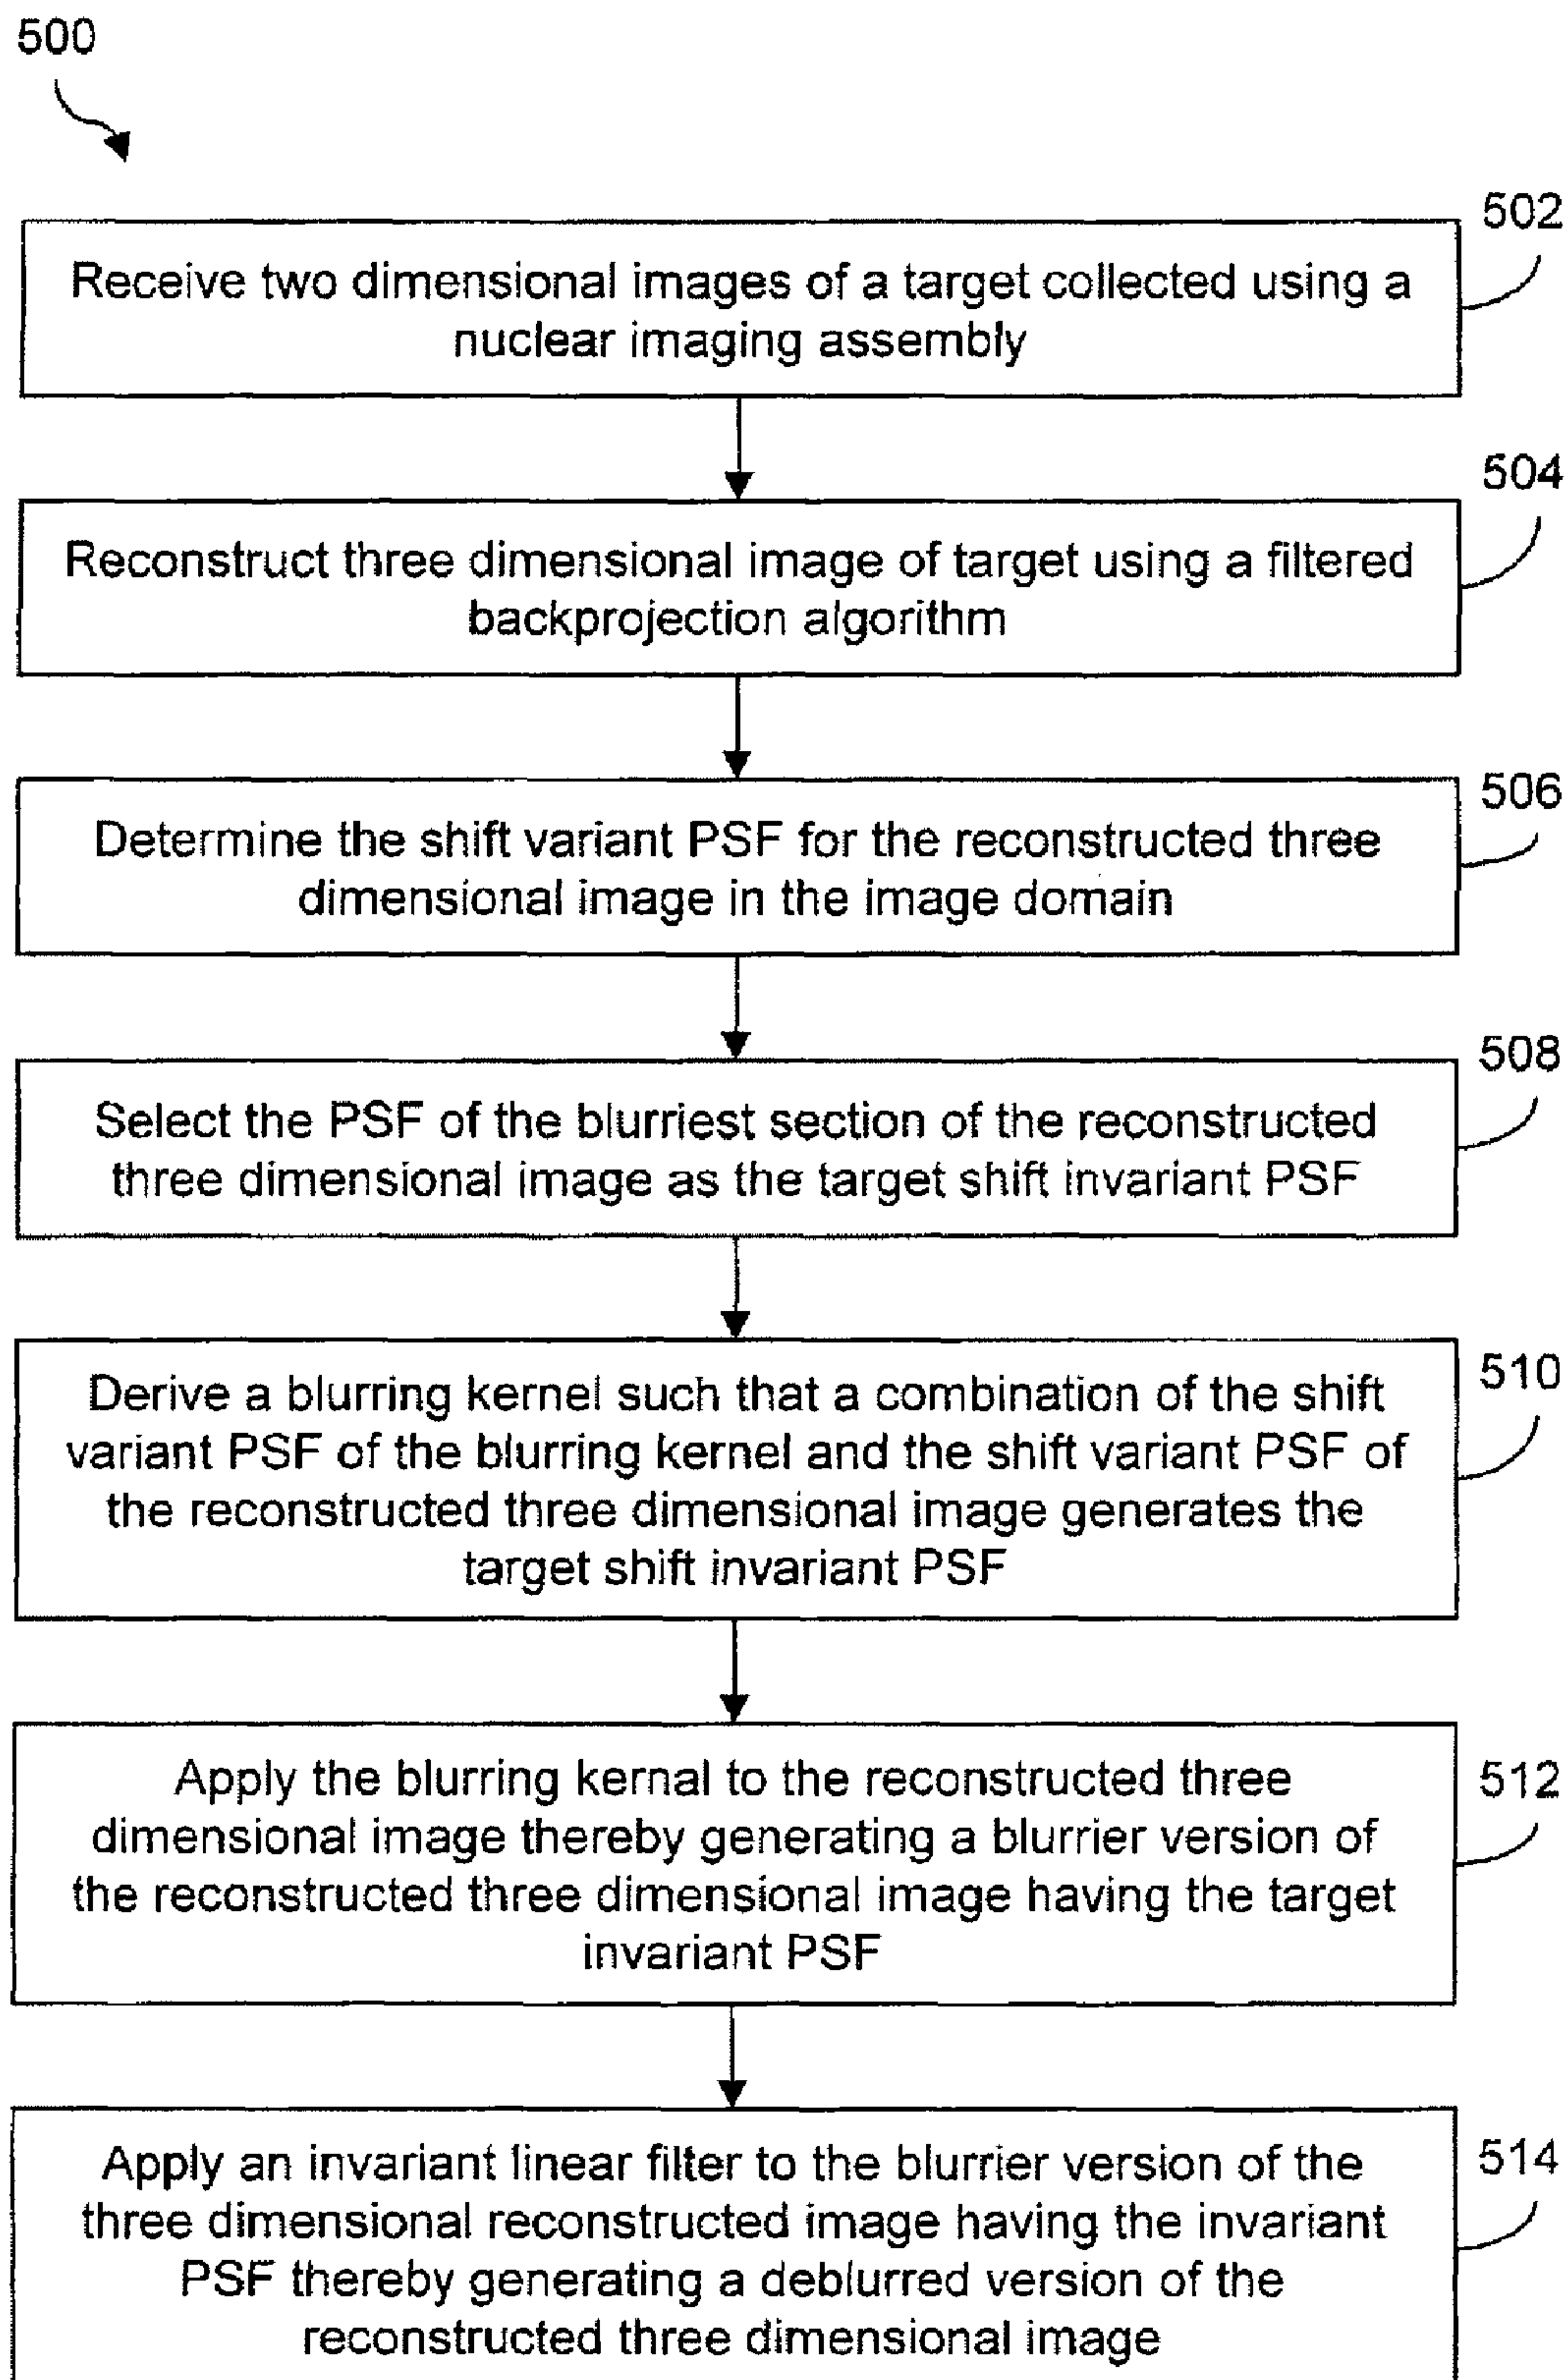 500
502
Receive two dimensional images of a target collected using a
nuclear imaging assembly
504
Reconstruct three dimensional image of target using a filtered
backprojection algorithm
506
Determine the shift variant PSF for the reconstructed three
dimensional image in the image domain
508
Select the PSF of the blurriest section of the reconstructed
three dimensional image as the target shift invariant PSF
510
Derive a blurring kernel such that a combination of the shift
variant PSF of the blurring kernel and the shift variant PSF of
the reconstructed three dimensional image generates the
target shift invariant PSF
512
Apply the blurring kernal to the reconstructed three
dimensional image thereby generating a blurrier version of
the reconstructed three dimensional image having the target
invariant PSF
514
Apply an invariant linear filter to the blurrier version of the
three dimensional reconstructed image having the invariant
PSF thereby generating a deblurred version of the
reconstructed three dimensional image